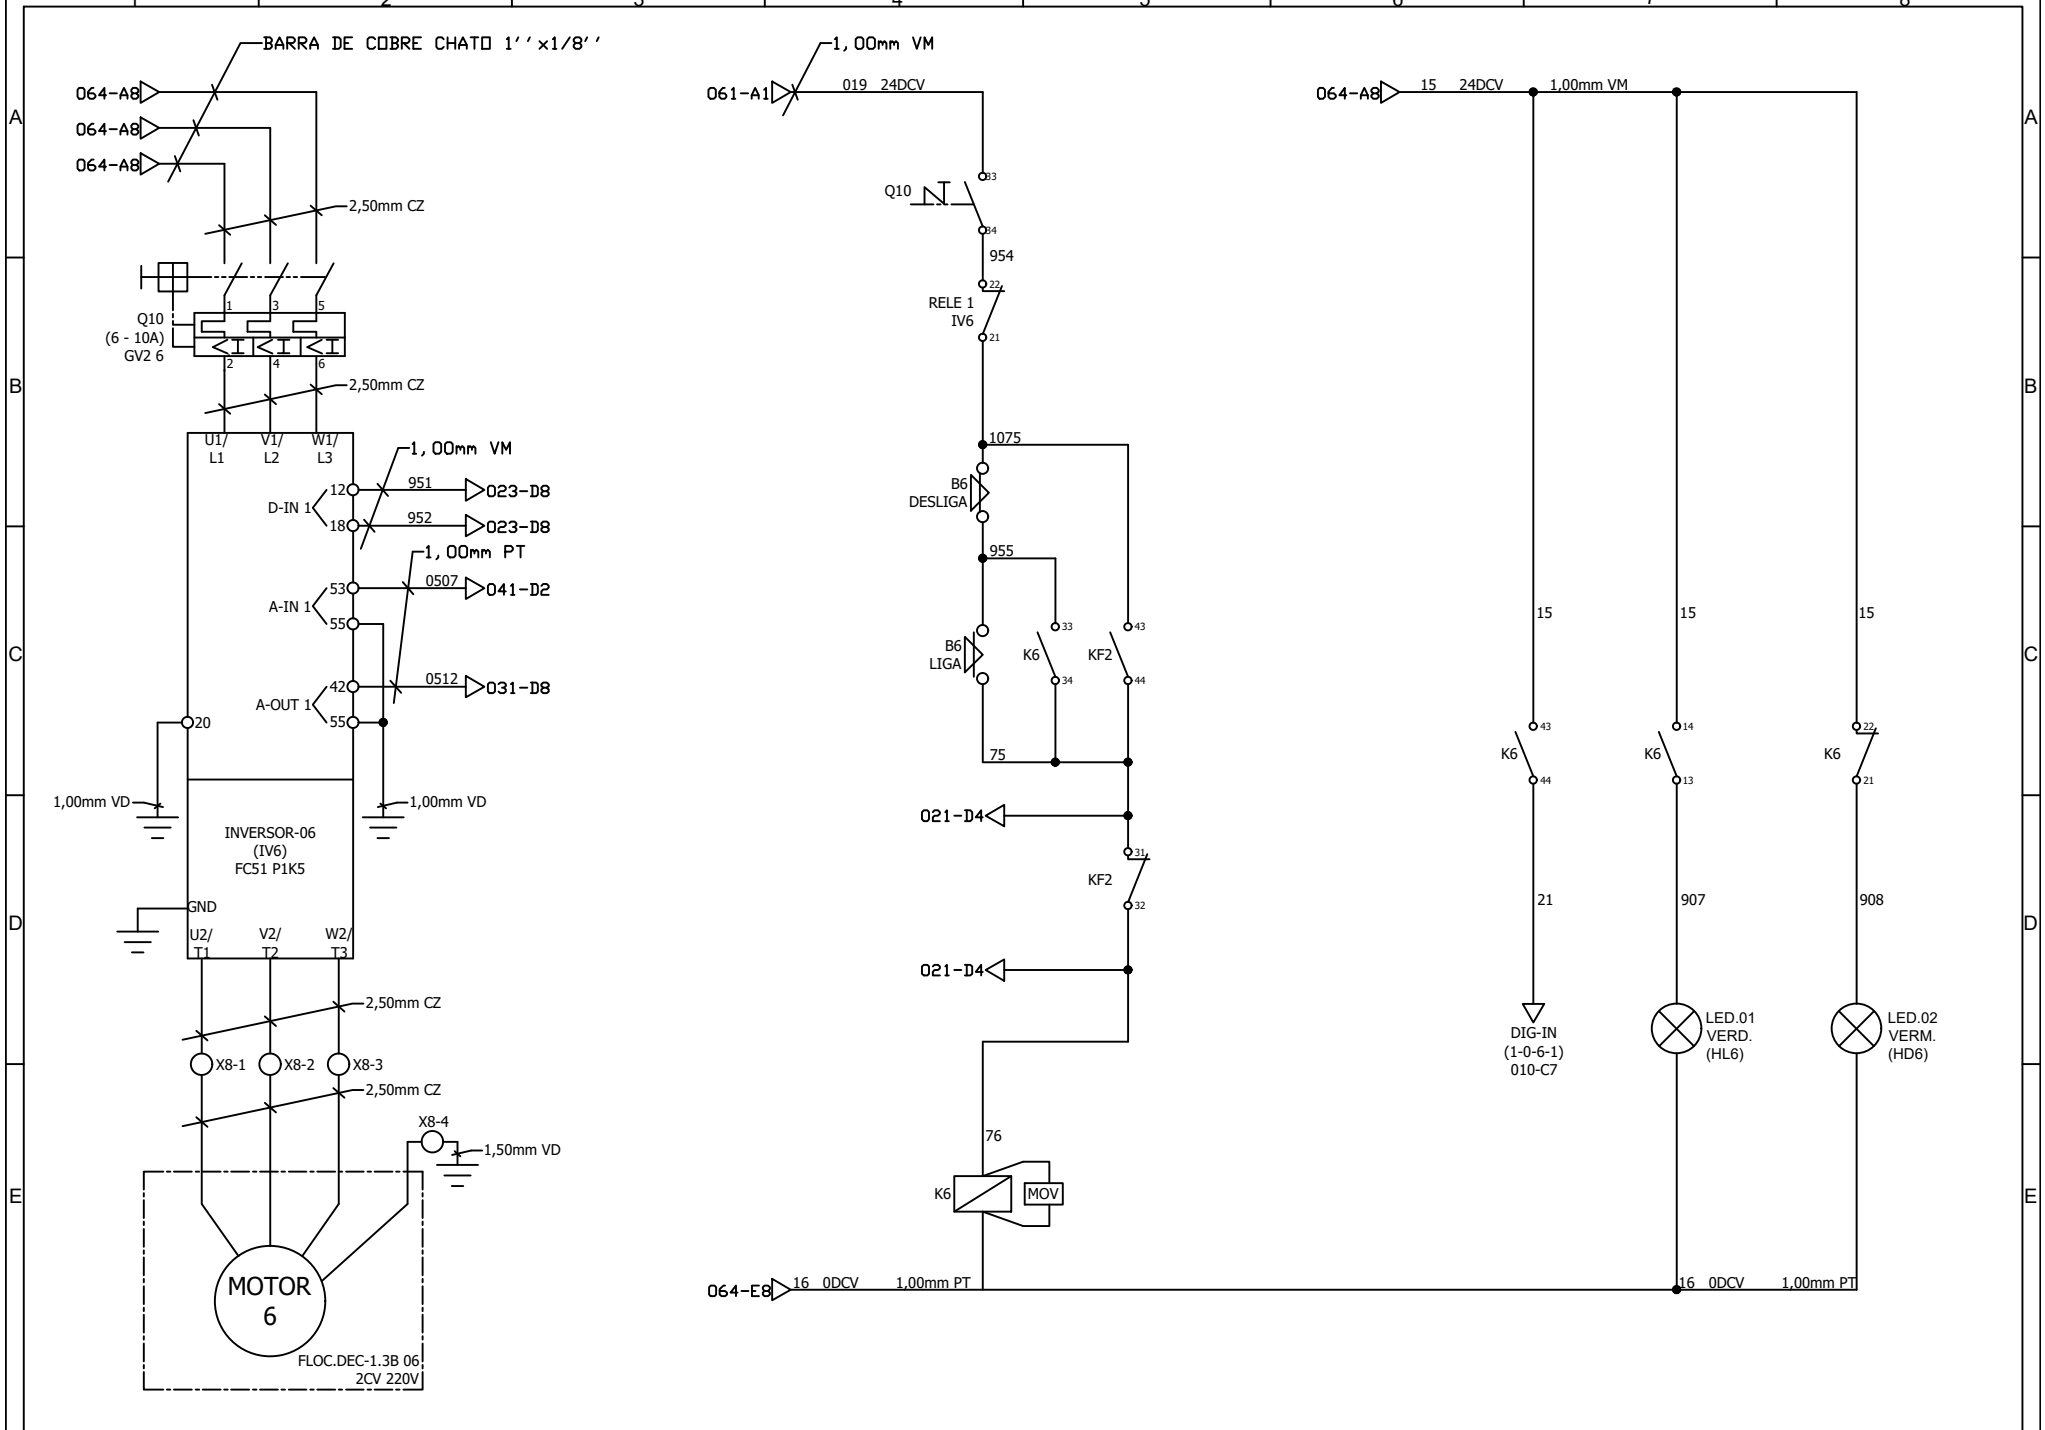 2 3 4 5 6 7 8
A
B
C
D
E
BARRA DE COBRE CHATO 1''x1/8''
064-A8
064-A8
064-A8
2,50mm CZ
Q10
(6 - 10A)
GV2 6
1 3 5
2 4 6
2,50mm CZ
U1/ V1/ W1/
L1 L2 L3
1,00mm VM
D-IN 1
12 951 023-D8
18 952 023-D8
1,00mm PT
A-IN 1
53 0507 041-D2
55
A-OUT 1
42 0512 031-D8
55
20
1,00mm VD
1,00mm VD
INVERSOR-06
(IV6)
FC51 P1K5
GND
U2/ V2/ W2/
T1 T2 T3
2,50mm CZ
X8-1 X8-2 X8-3
2,50mm CZ
X8-4
1,50mm VD
MOTOR
6
FLOC.DEC-1.3B 06
2CV 220V
1,00mm VM
061-A1 019 24DCV
Q10
33
34
954
RELE 1
IV6
22
21
1075
B6
DESLIGA
955
B6
LIGA
K6
33
34
KF2
43
44
75
021-D4
KF2
31
32
021-D4
76
K6
MOV
064-E8 16 0DCV 1,00mm PT
064-A8 15 24DCV 1,00mm VM
15 15 15
K6
43
44
K6
14
13
K6
22
21
21
907
908
DIG-IN
(1-0-6-1)
010-C7
LED.01
VERD.
(HL6)
LED.02
VERM.
(HD6)
16 0DCV 1,00mm PT
A
B
C
D
E